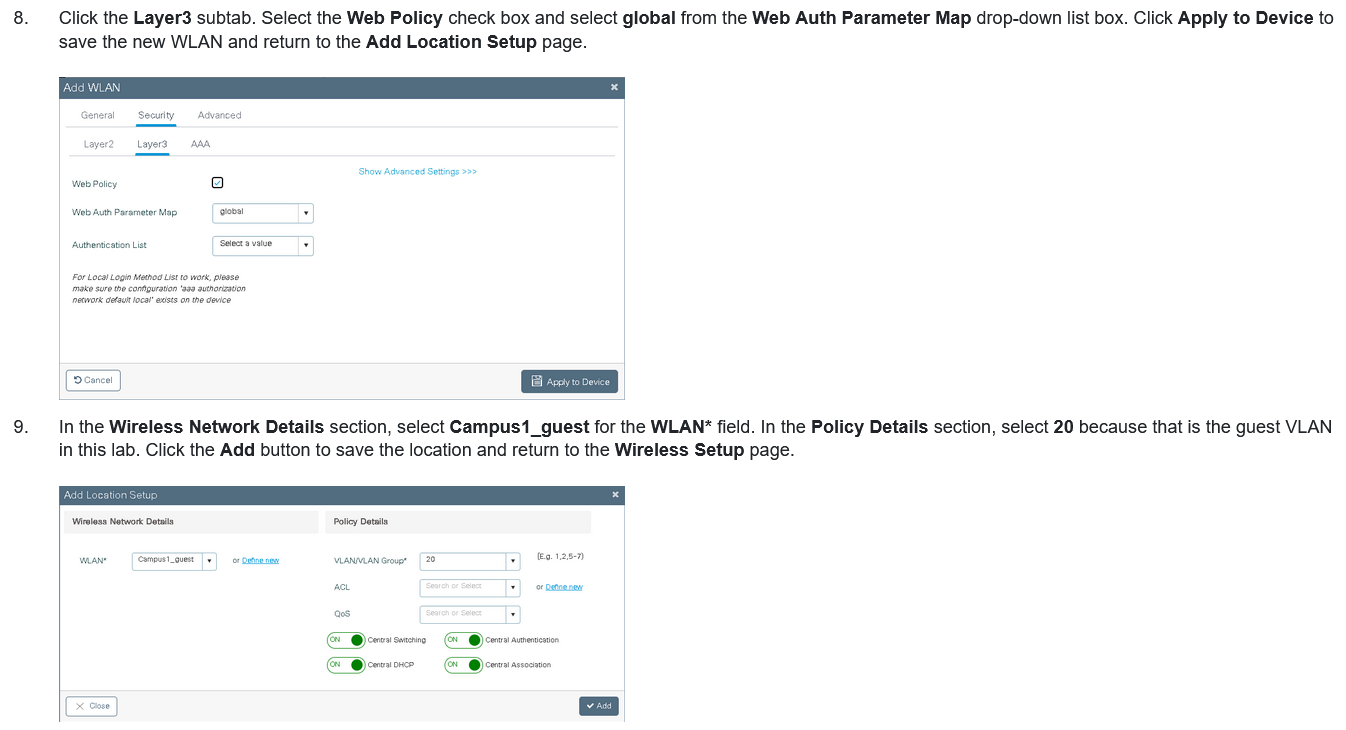 8. Click the Layer3 subtab. Select the Web Policy check box and select global from the Web Auth Parameter Map drop-down list box. Click Apply to Device to
save the new WLAN and return to the Add Location Setup page.
Add WLAN
General Security Advanced
Layer2 Layer3 AAA
Show Advanced Settings >>>
Web Policy
Web Auth Parameter Map global
Authentication List Select a value
For Local Login Method List to work, please
make sure the configuration 'aaa authorization
network default local' exists on the device
Cancel Apply to Device
9. In the Wireless Network Details section, select Campus1_guest for the WLAN* field. In the Policy Details section, select 20 because that is the guest VLAN
in this lab. Click the Add button to save the location and return to the Wireless Setup page.
Add Location Setup
Wireless Network Details Policy Details
WLAN* Campus1_guest or Define new VLAN/VLAN Group* 20 (E.g. 1,2,5-7)
ACL Search or Select or Define new
QoS Search or Select
ON Central Switching ON Central Authentication
ON Central DHCP ON Central Association
Close Add